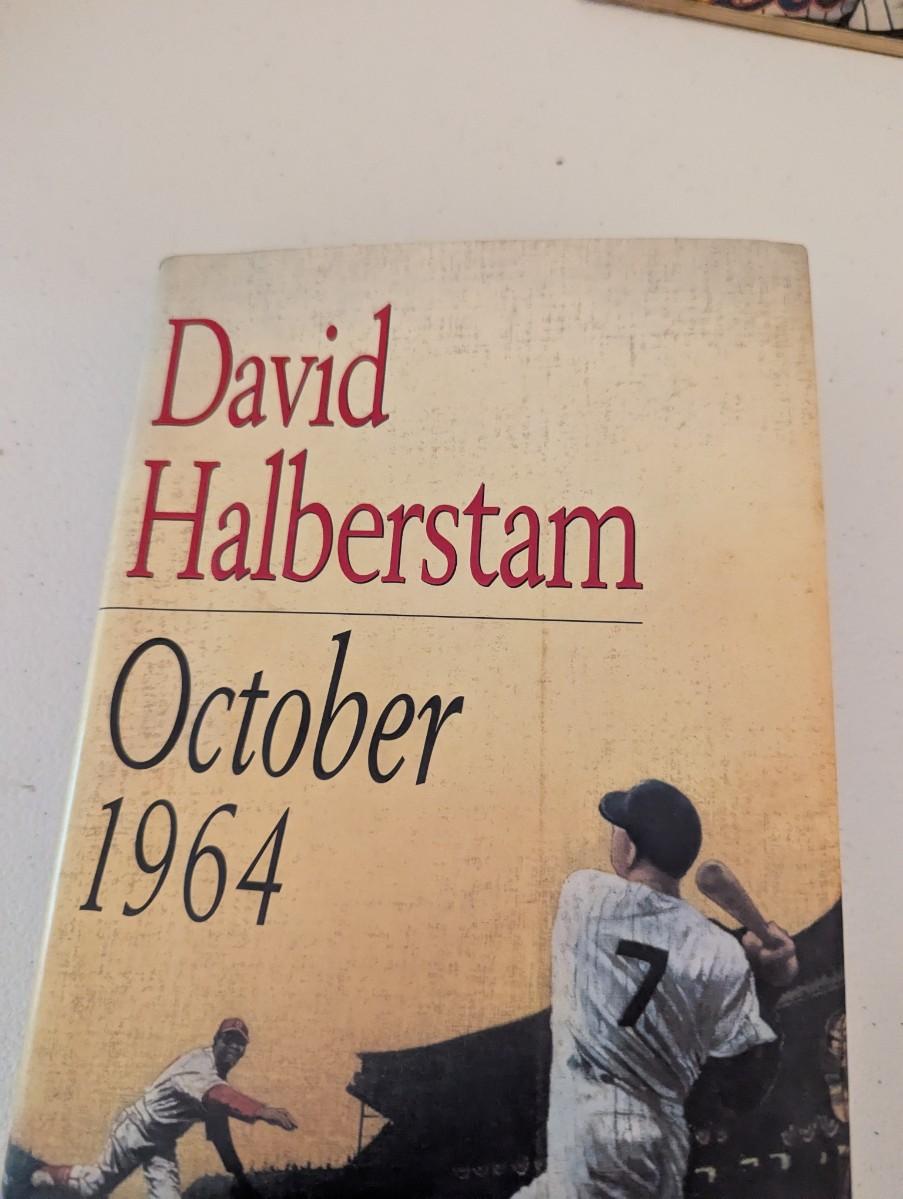 David
Halberstam
October
1964
7